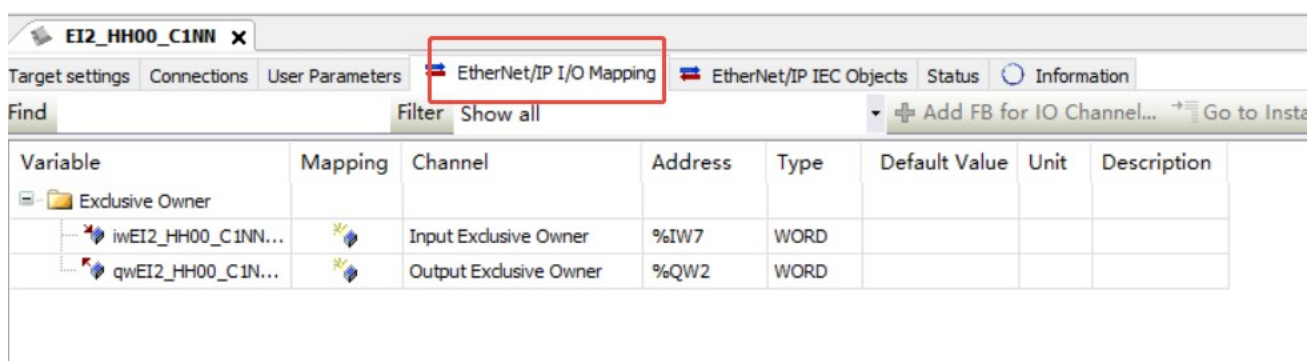 EI2_HH00_C1NN
Target settings Connections User Parameters EtherNet/IP I/O Mapping EtherNet/IP IEC Objects Status Information
Find Filter Show all Add FB for IO Channel... Go to Insta
Variable Mapping Channel Address Type Default Value Unit Description
Exclusive Owner
iwEI2_HH00_C1NN... Input Exclusive Owner %IW7 WORD
qwEI2_HH00_C1N... Output Exclusive Owner %QW2 WORD